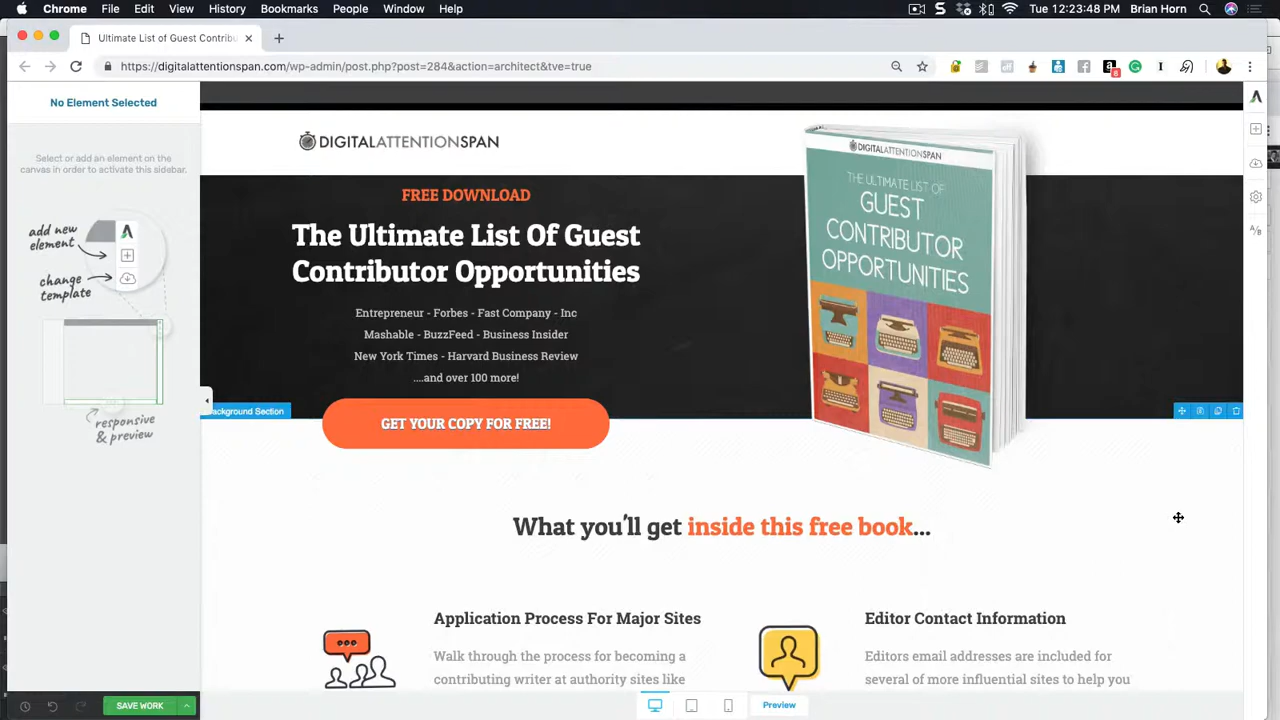 Chrome File Edit View History Bookmarks People Window Help
Tue 12:23:48 PM Brian Horn
Ultimate List of Guest Contribu
https://digitalattentionspan.com/wp-admin/post.php?post=284&action=architect&tve=true
No Element Selected
Select or add an element on the
canvas in order to activate this sidebar.
add new
element
change
template
responsive
& preview
SAVE WORK
DIGITALATTENTIONSPAN
FREE DOWNLOAD
The Ultimate List Of Guest
Contributor Opportunities
Entrepreneur - Forbes - Fast Company - Inc
Mashable - BuzzFeed - Business Insider
New York Times - Harvard Business Review
....and over 100 more!
ackground Section
GET YOUR COPY FOR FREE!
DIGITALATTENTIONSPAN
THE ULTIMATE LIST OF
GUEST
CONTRIBUTOR
OPPORTUNITIES
What you'll get inside this free book...
Application Process For Major Sites
Walk through the process for becoming a
contributing writer at authority sites like
Editor Contact Information
Editors email addresses are included for
several of more influential sites to help you
Preview
A/B